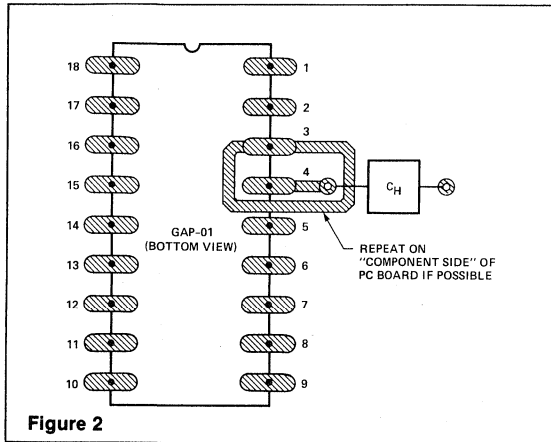 18
1
17
2
16
3
15
4
C_H
14
GAP-01
(BOTTOM VIEW)
5
REPEAT ON
"COMPONENT SIDE" OF
PC BOARD IF POSSIBLE
13
6
12
7
11
8
10
9
Figure 2